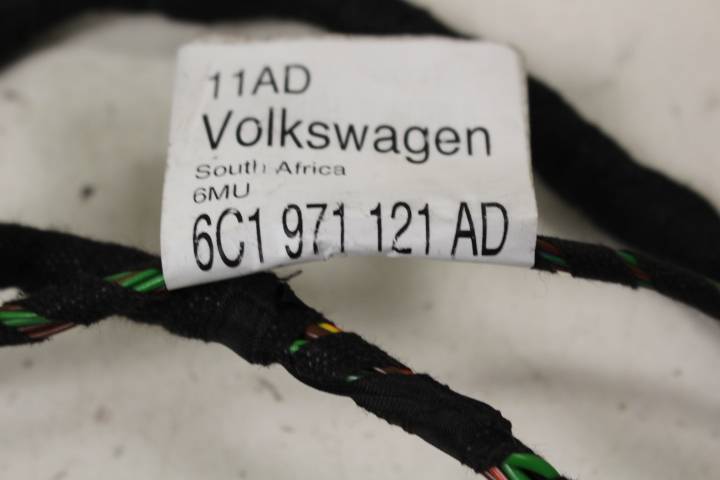 11AD
Volkswagen
South Africa
6MU
6C1 971 121 AD